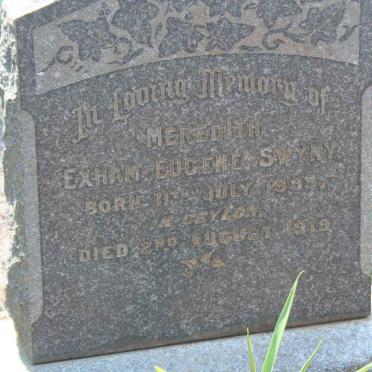 In Loving Memory of
MEREDITH
EXHAM EUGENE SWYNY
BORN 11TH JULY
IN CEYLON
DIED 2ND AUGUST 1919